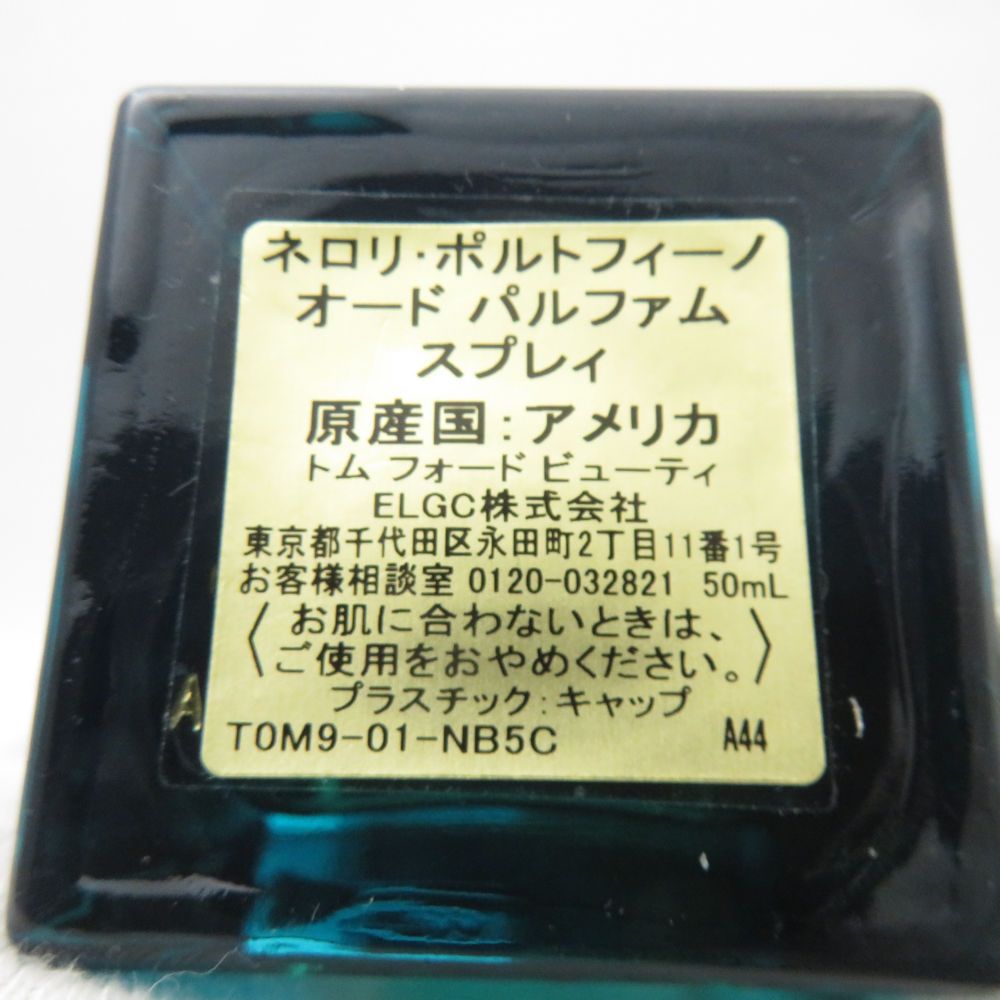 ネロリ・ポルトフィーノ
オード パルファム
スプレィ
原産国:アメリカ
トム フォード ビューティ
ELGC株式会社
東京都千代田区永田町2丁目11番1号
お客様相談室 0120-032821 50mL
〈お肌に合わないときは、
ご使用をおやめください。〉
プラスチック:キャップ
TOM9-01-NB5C A44